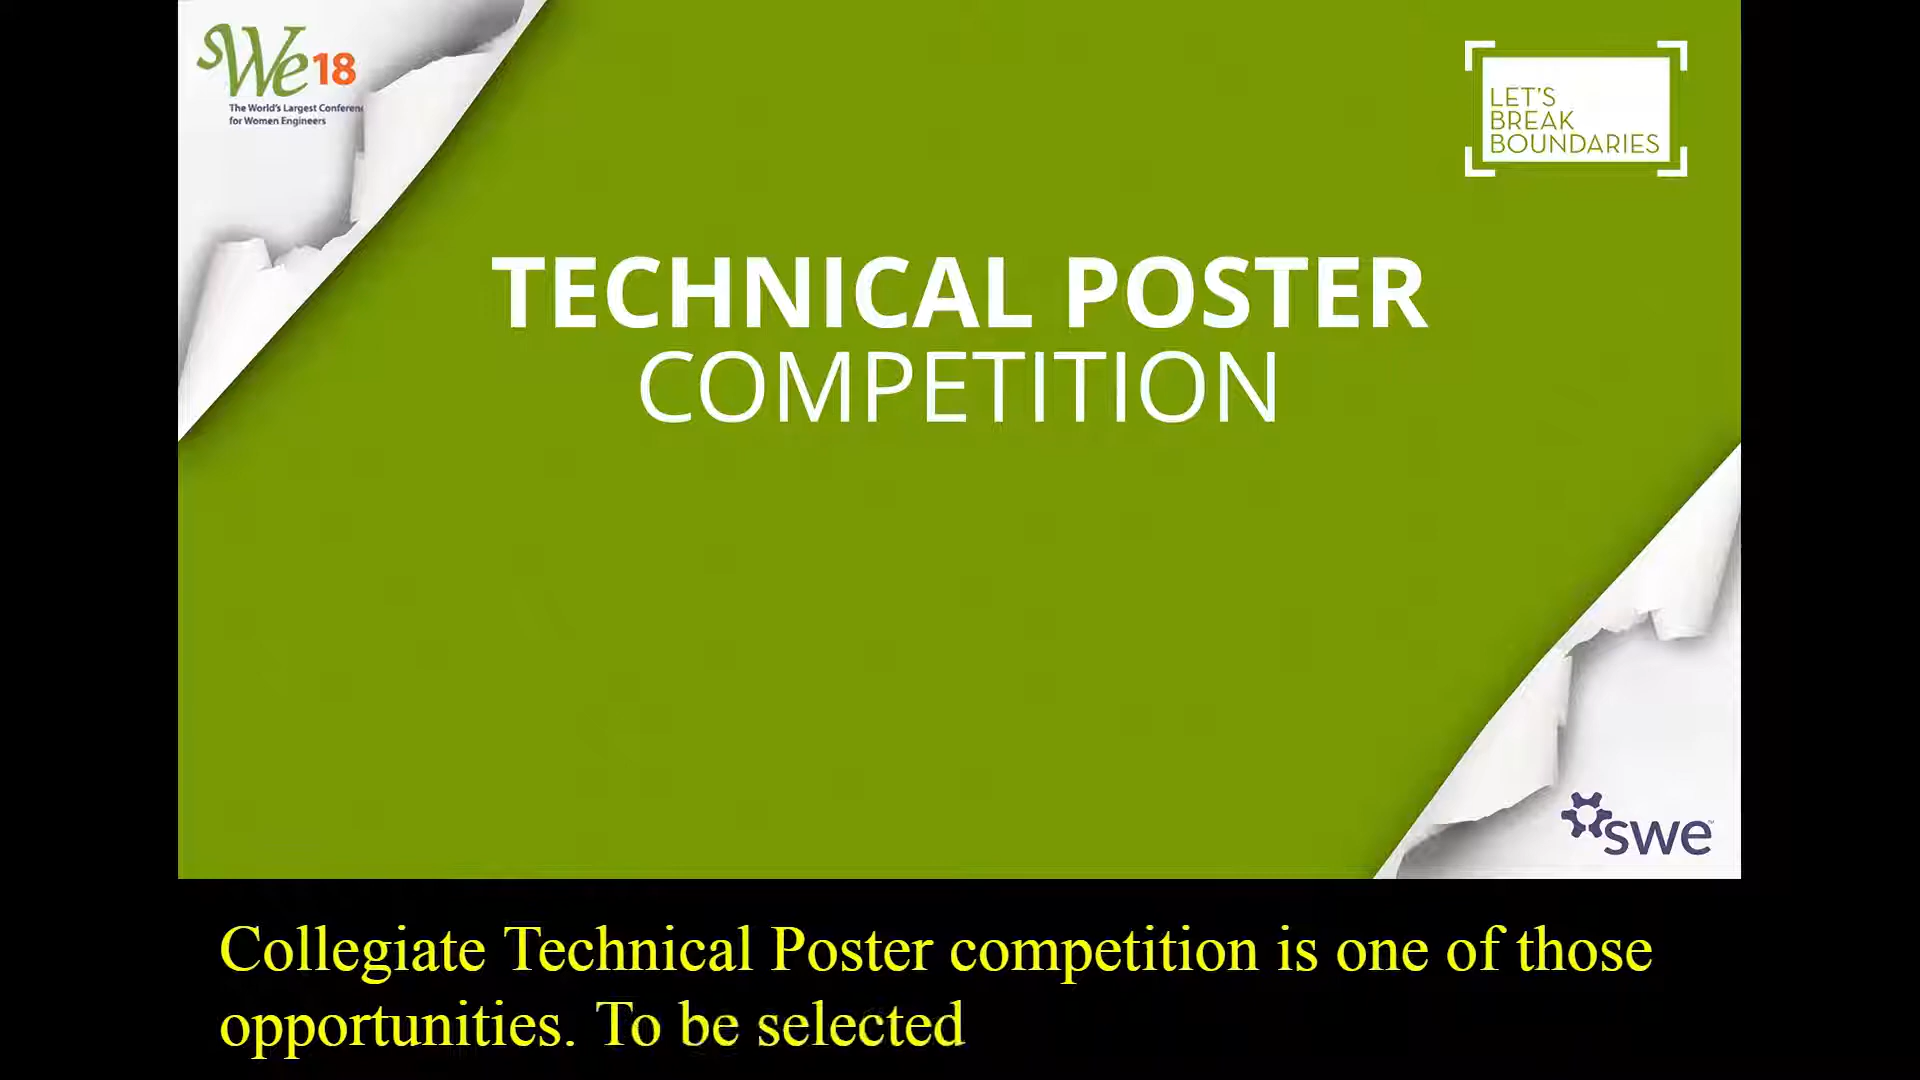 sWe18
The World's Largest Conferenc
for Women Engineers
LET'S
BREAK
BOUNDARIES
TECHNICAL POSTER
COMPETITION
swe
Collegiate Technical Poster competition is one of those
opportunities. To be selected